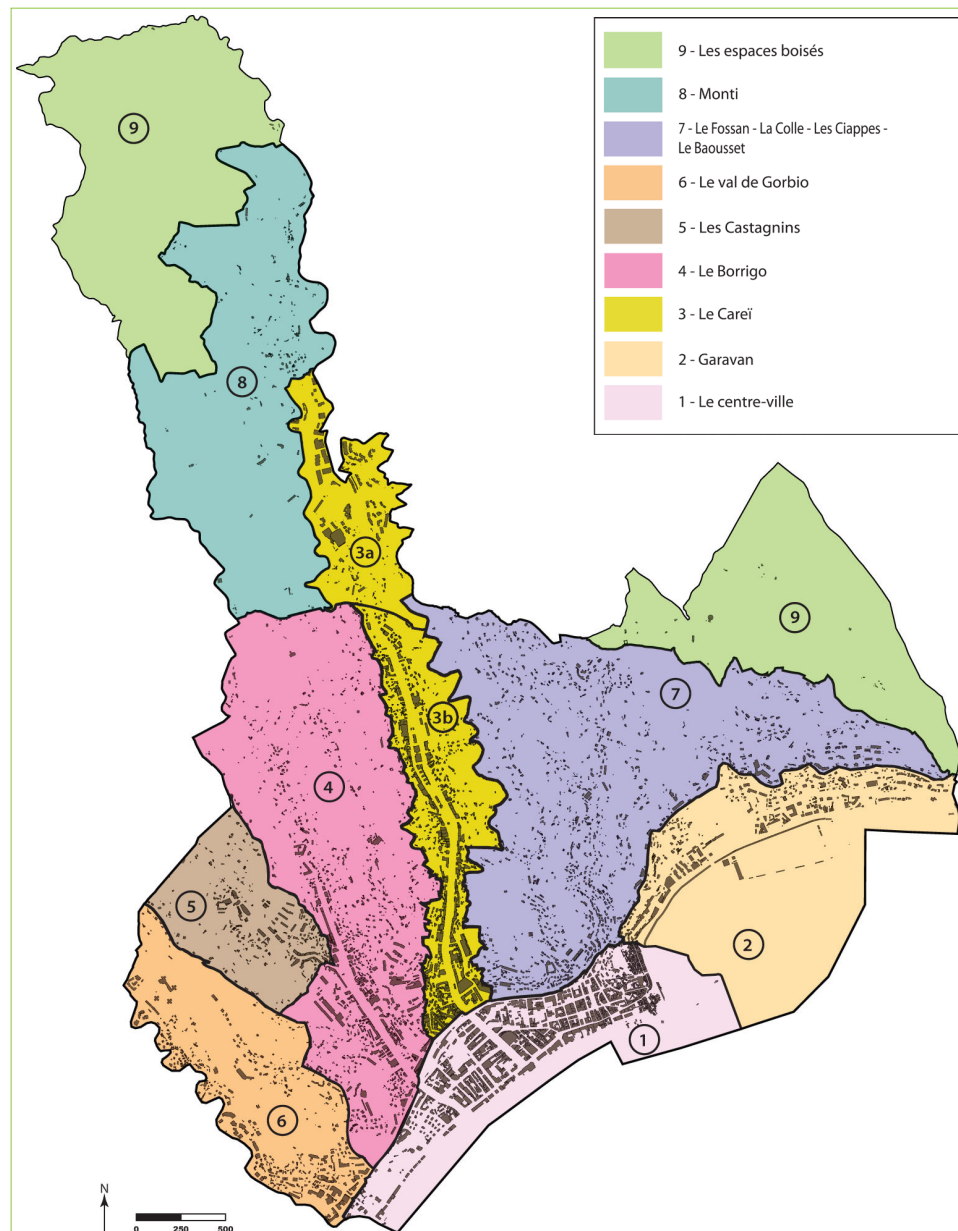 9 - Les espaces boisés
8 - Monti
7 - Le Fossan - La Colle - Les Ciappes -
Le Baousset
6 - Le val de Gorbio
5 - Les Castagnins
4 - Le Borrigo
3 - Le Careï
2 - Garavan
1 - Le centre-ville
9
8
3a
9
7
3b
4
5
2
1
6
N
0 250 500